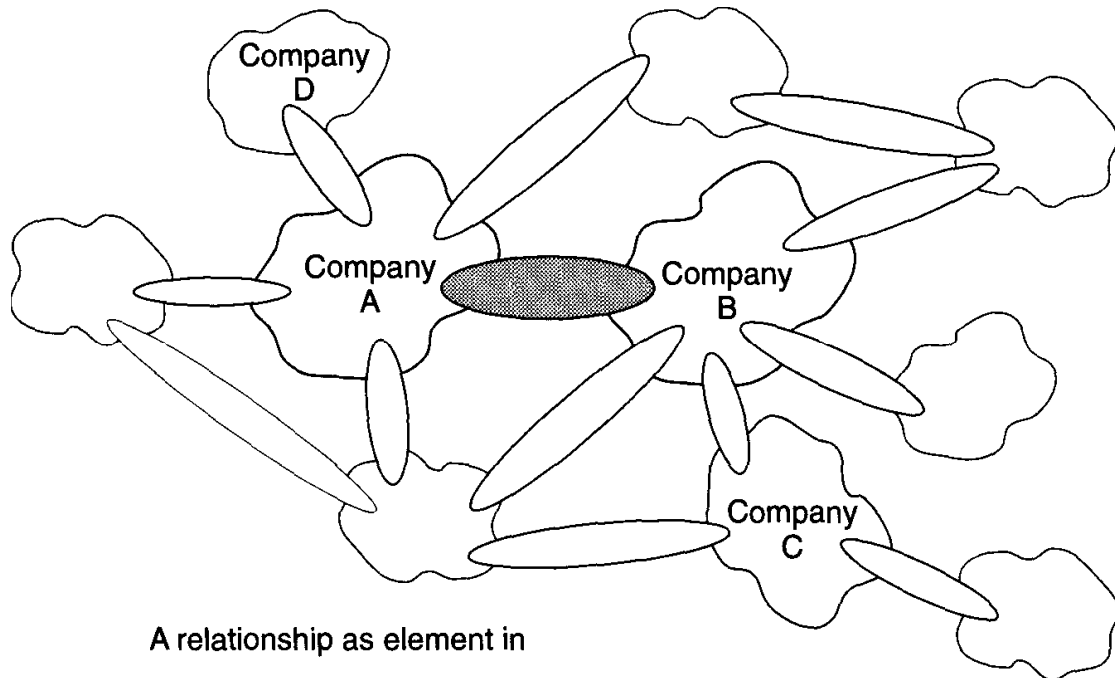 Company
D
Company
A
Company
B
Company
C
A relationship as element in